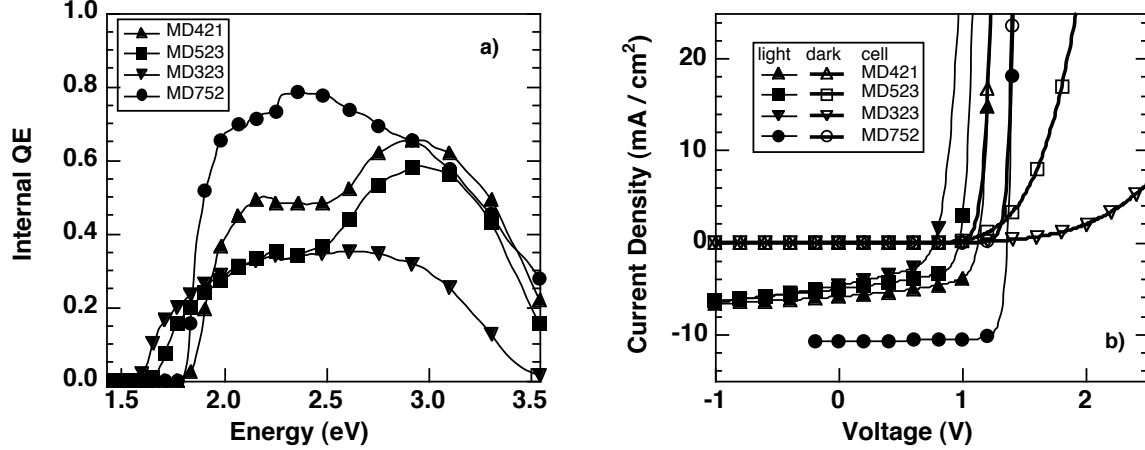 1.0
0.8
0.6
0.4
0.2
0.0
Internal QE
MD421
MD523
MD323
MD752
a)
1.5 2.0 2.5 3.0 3.5
Energy (eV)
20
10
0
-10
Current Density (mA / cm2)
light dark cell
MD421
MD523
MD323
MD752
b)
-1 0 1 2
Voltage (V)